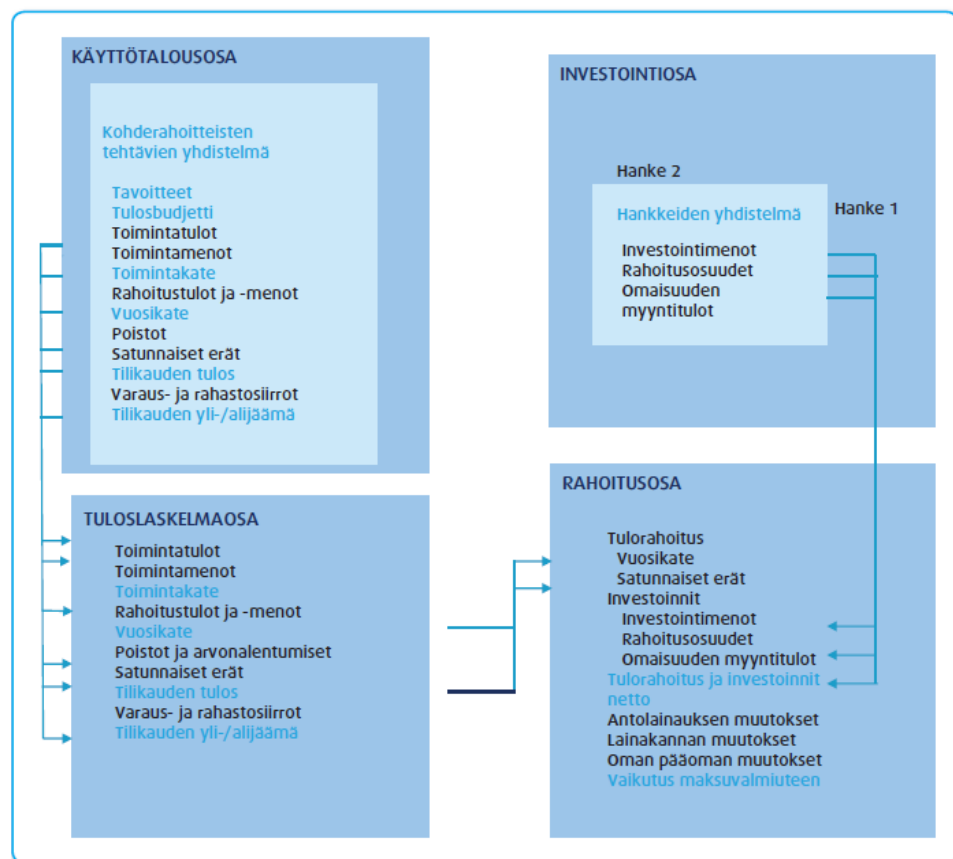 KÄYTTÖTALOUSOSA
Kohderahoitteisten
tehtävien yhdistelmä
Tavoitteet
Tulosbudjetti
Toimintatulot
Toimintamenot
Toimintakate
Rahoitustulot ja -menot
Vuosikate
Poistot
Satunnaiset erät
Tilikauden tulos
Varaus- ja rahastosiirrot
Tilikauden yli-/alijäämä
INVESTOINTIOSA
Hanke 2
Hanke 1
Hankkeiden yhdistelmä
Investointimenot
Rahoitusosuudet
Omaisuuden
myyntitulot
TULOSLASKELMAOSA
Toimintatulot
Toimintamenot
Toimintakate
Rahoitustulot ja -menot
Vuosikate
Poistot ja arvonalentumiset
Satunnaiset erät
Tilikauden tulos
Varaus- ja rahastosiirrot
Tilikauden yli-/alijäämä
RAHOITUSOSA
Tulorahoitus
Vuosikate
Satunnaiset erät
Investoinnit
Investointimenot
Rahoitusosuudet
Omaisuuden myyntitulot
Tulorahoitus ja investoinnit
netto
Antolainauksen muutokset
Lainakannan muutokset
Oman pääoman muutokset
Vaikutus maksuvalmiuteen